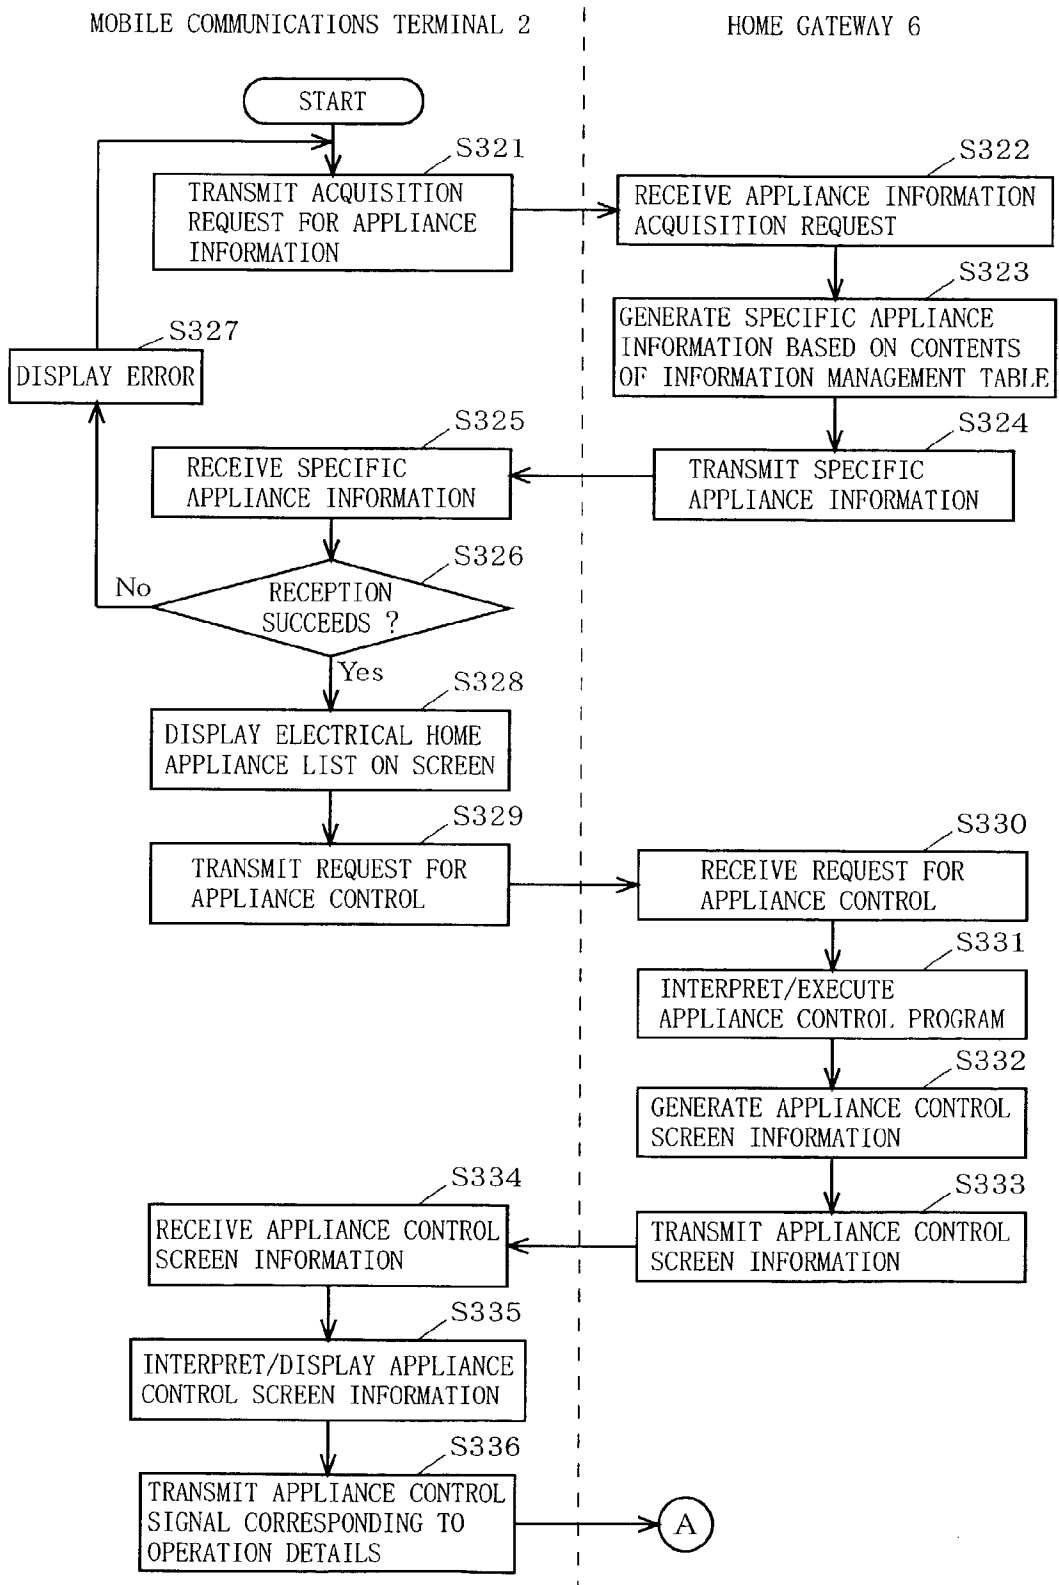 MOBILE COMMUNICATIONS TERMINAL 2
HOME GATEWAY 6
START
S321
TRANSMIT ACQUISITION
REQUEST FOR APPLIANCE
INFORMATION
S322
RECEIVE APPLIANCE INFORMATION
ACQUISITION REQUEST
S323
GENERATE SPECIFIC APPLIANCE
INFORMATION BASED ON CONTENTS
OF INFORMATION MANAGEMENT TABLE
S327
DISPLAY ERROR
S324
TRANSMIT SPECIFIC
APPLIANCE INFORMATION
S325
RECEIVE SPECIFIC
APPLIANCE INFORMATION
S326
RECEPTION
SUCCEEDS ?
No
Yes
S328
DISPLAY ELECTRICAL HOME
APPLIANCE LIST ON SCREEN
S329
TRANSMIT REQUEST FOR
APPLIANCE CONTROL
S330
RECEIVE REQUEST FOR
APPLIANCE CONTROL
S331
INTERPRET/EXECUTE
APPLIANCE CONTROL PROGRAM
S332
GENERATE APPLIANCE CONTROL
SCREEN INFORMATION
S333
TRANSMIT APPLIANCE CONTROL
SCREEN INFORMATION
S334
RECEIVE APPLIANCE CONTROL
SCREEN INFORMATION
S335
INTERPRET/DISPLAY APPLIANCE
CONTROL SCREEN INFORMATION
S336
TRANSMIT APPLIANCE CONTROL
SIGNAL CORRESPONDING TO
OPERATION DETAILS
A